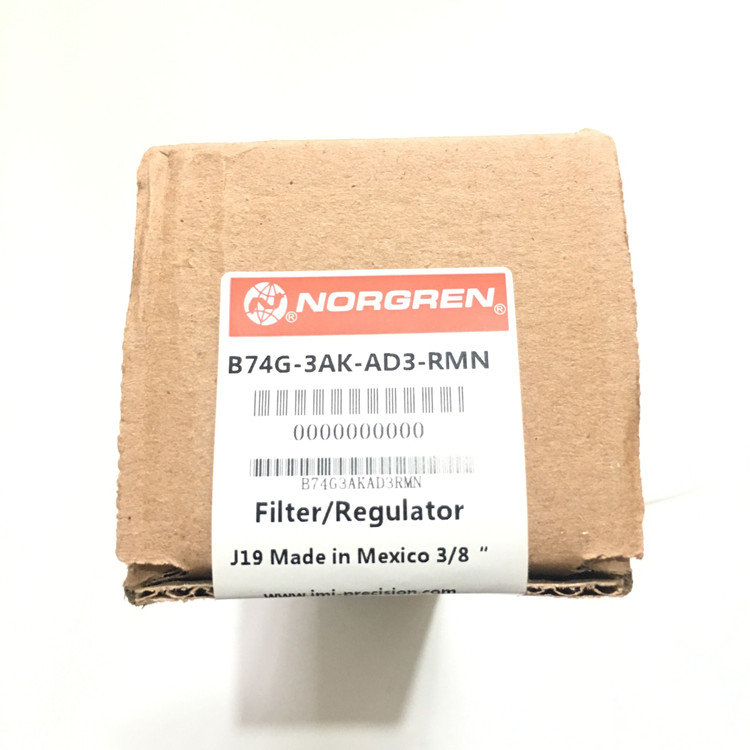 NORGREN®
B74G-3AK-AD3-RMN
0000000000
B74G3AKAD3RMN
Filter/Regulator
J19 Made in Mexico 3/8 “
www.imi-precision.com